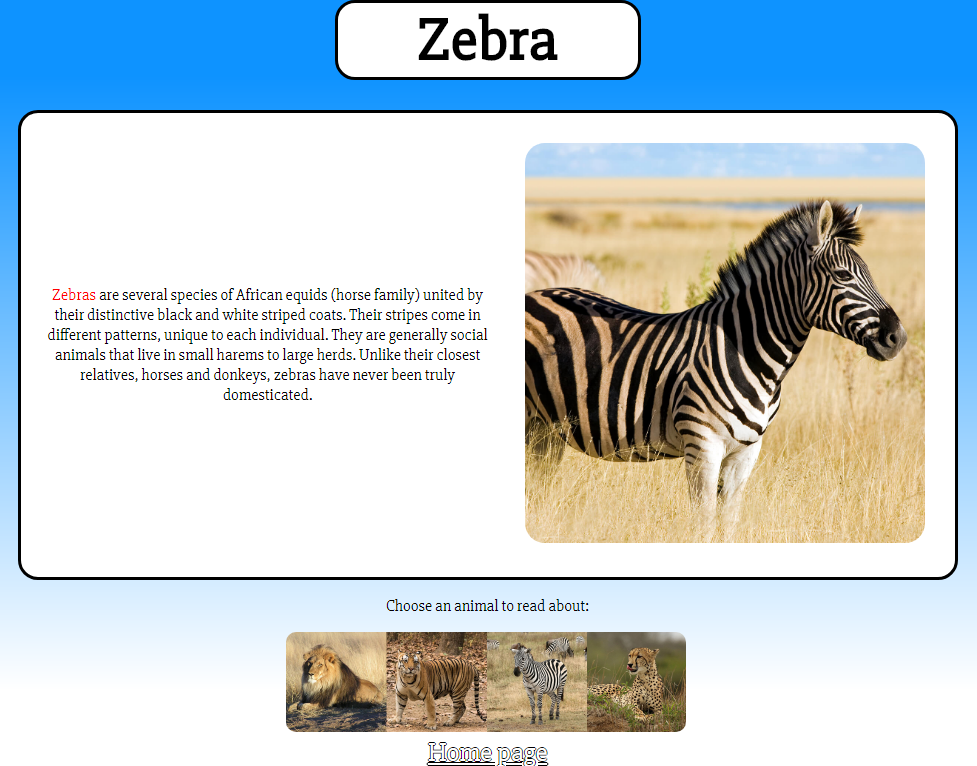 Zebra
Zebras are several species of African equids (horse family) united by
their distinctive black and white striped coats. Their stripes come in
different patterns, unique to each individual. They are generally social
animals that live in small harems to large herds. Unlike their closest
relatives, horses and donkeys, zebras have never been truly
domesticated.
Choose an animal to read about:
Home page